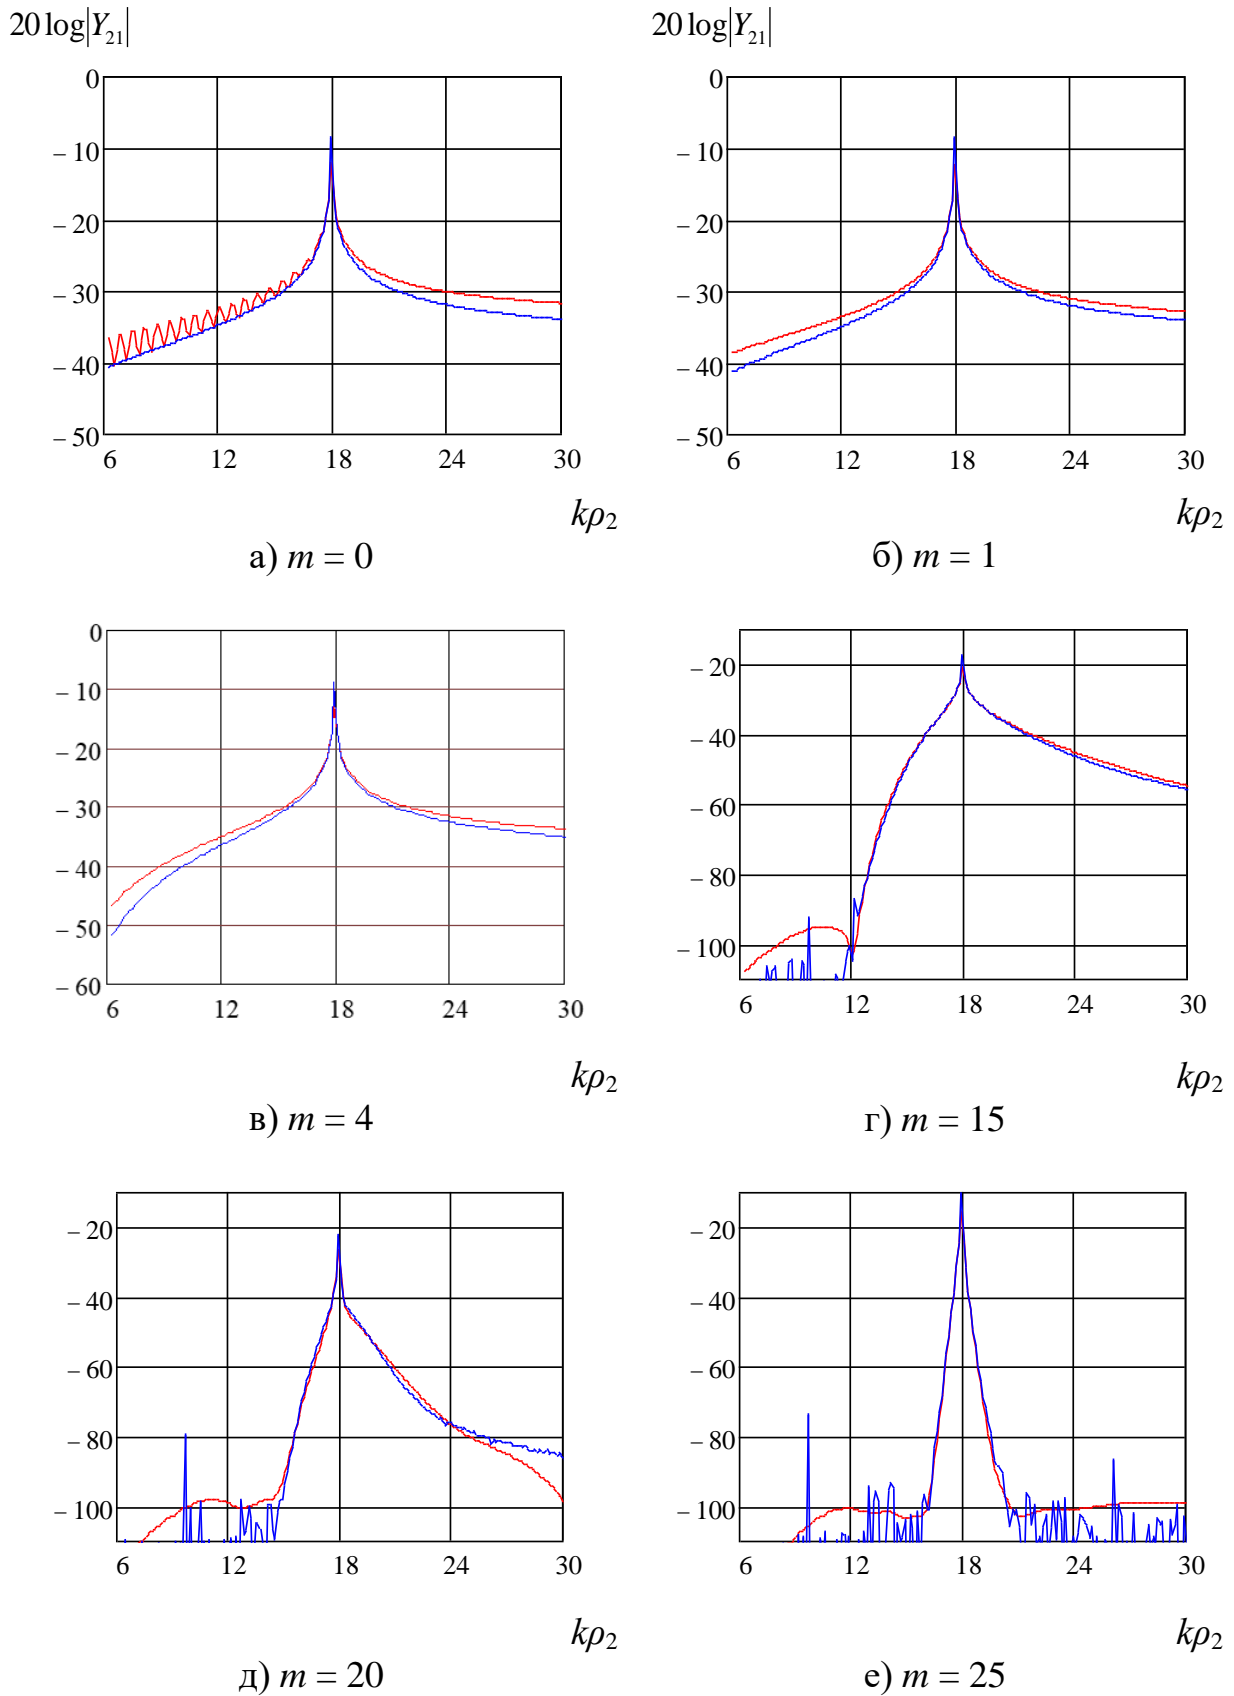 20 log|Y₂₁| 20 log|Y₂₁|
0 0
– 10 – 10
– 20 – 20
– 30 – 30
– 40 – 40
– 50 – 50
6 12 18 24 30 6 12 18 24 30
kρ₂ kρ₂
а) m = 0 б) m = 1
0
– 10 – 20
– 20 – 40
– 30 – 60
– 40 – 80
– 50 – 100
– 60
6 12 18 24 30 6 12 18 24 30
kρ₂ kρ₂
в) m = 4 г) m = 15
– 20 – 20
– 40 – 40
– 60 – 60
– 80 – 80
– 100 – 100
6 12 18 24 30 6 12 18 24 30
kρ₂ kρ₂
д) m = 20 е) m = 25